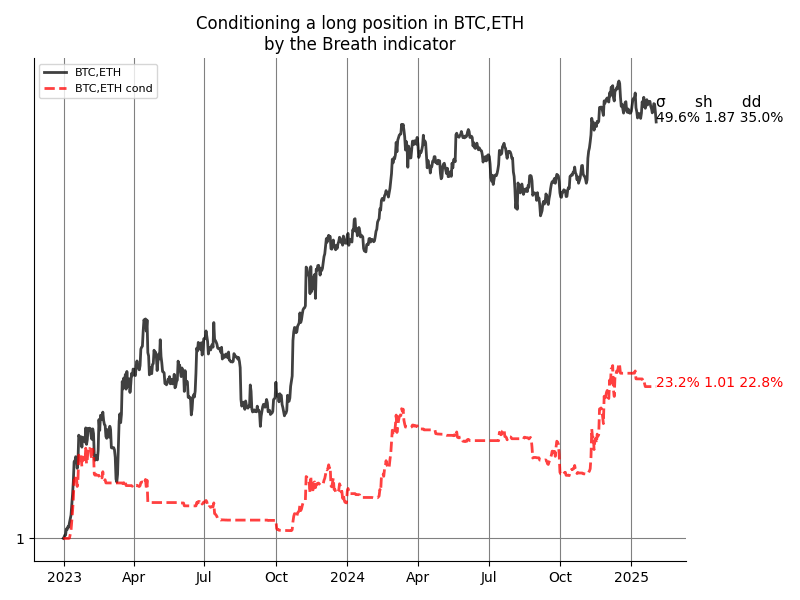 Conditioning a long position in BTC,ETH
by the Breath indicator
BTC,ETH
BTC,ETH cond
σ sh dd
49.6% 1.87 35.0%
23.2% 1.01 22.8%
1
2023 Apr Jul Oct 2024 Apr Jul Oct 2025